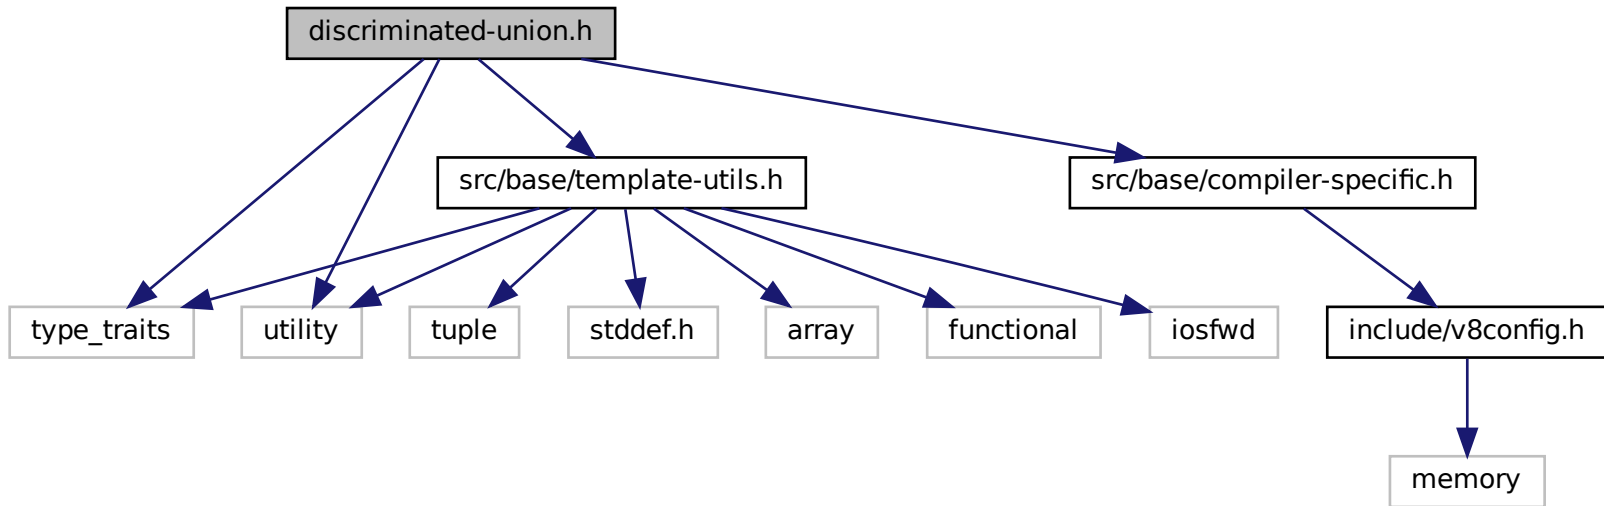 discriminated-union.h
src/base/template-utils.h
src/base/compiler-specific.h
type_traits
utility
tuple
stddef.h
array
functional
iosfwd
include/v8config.h
memory